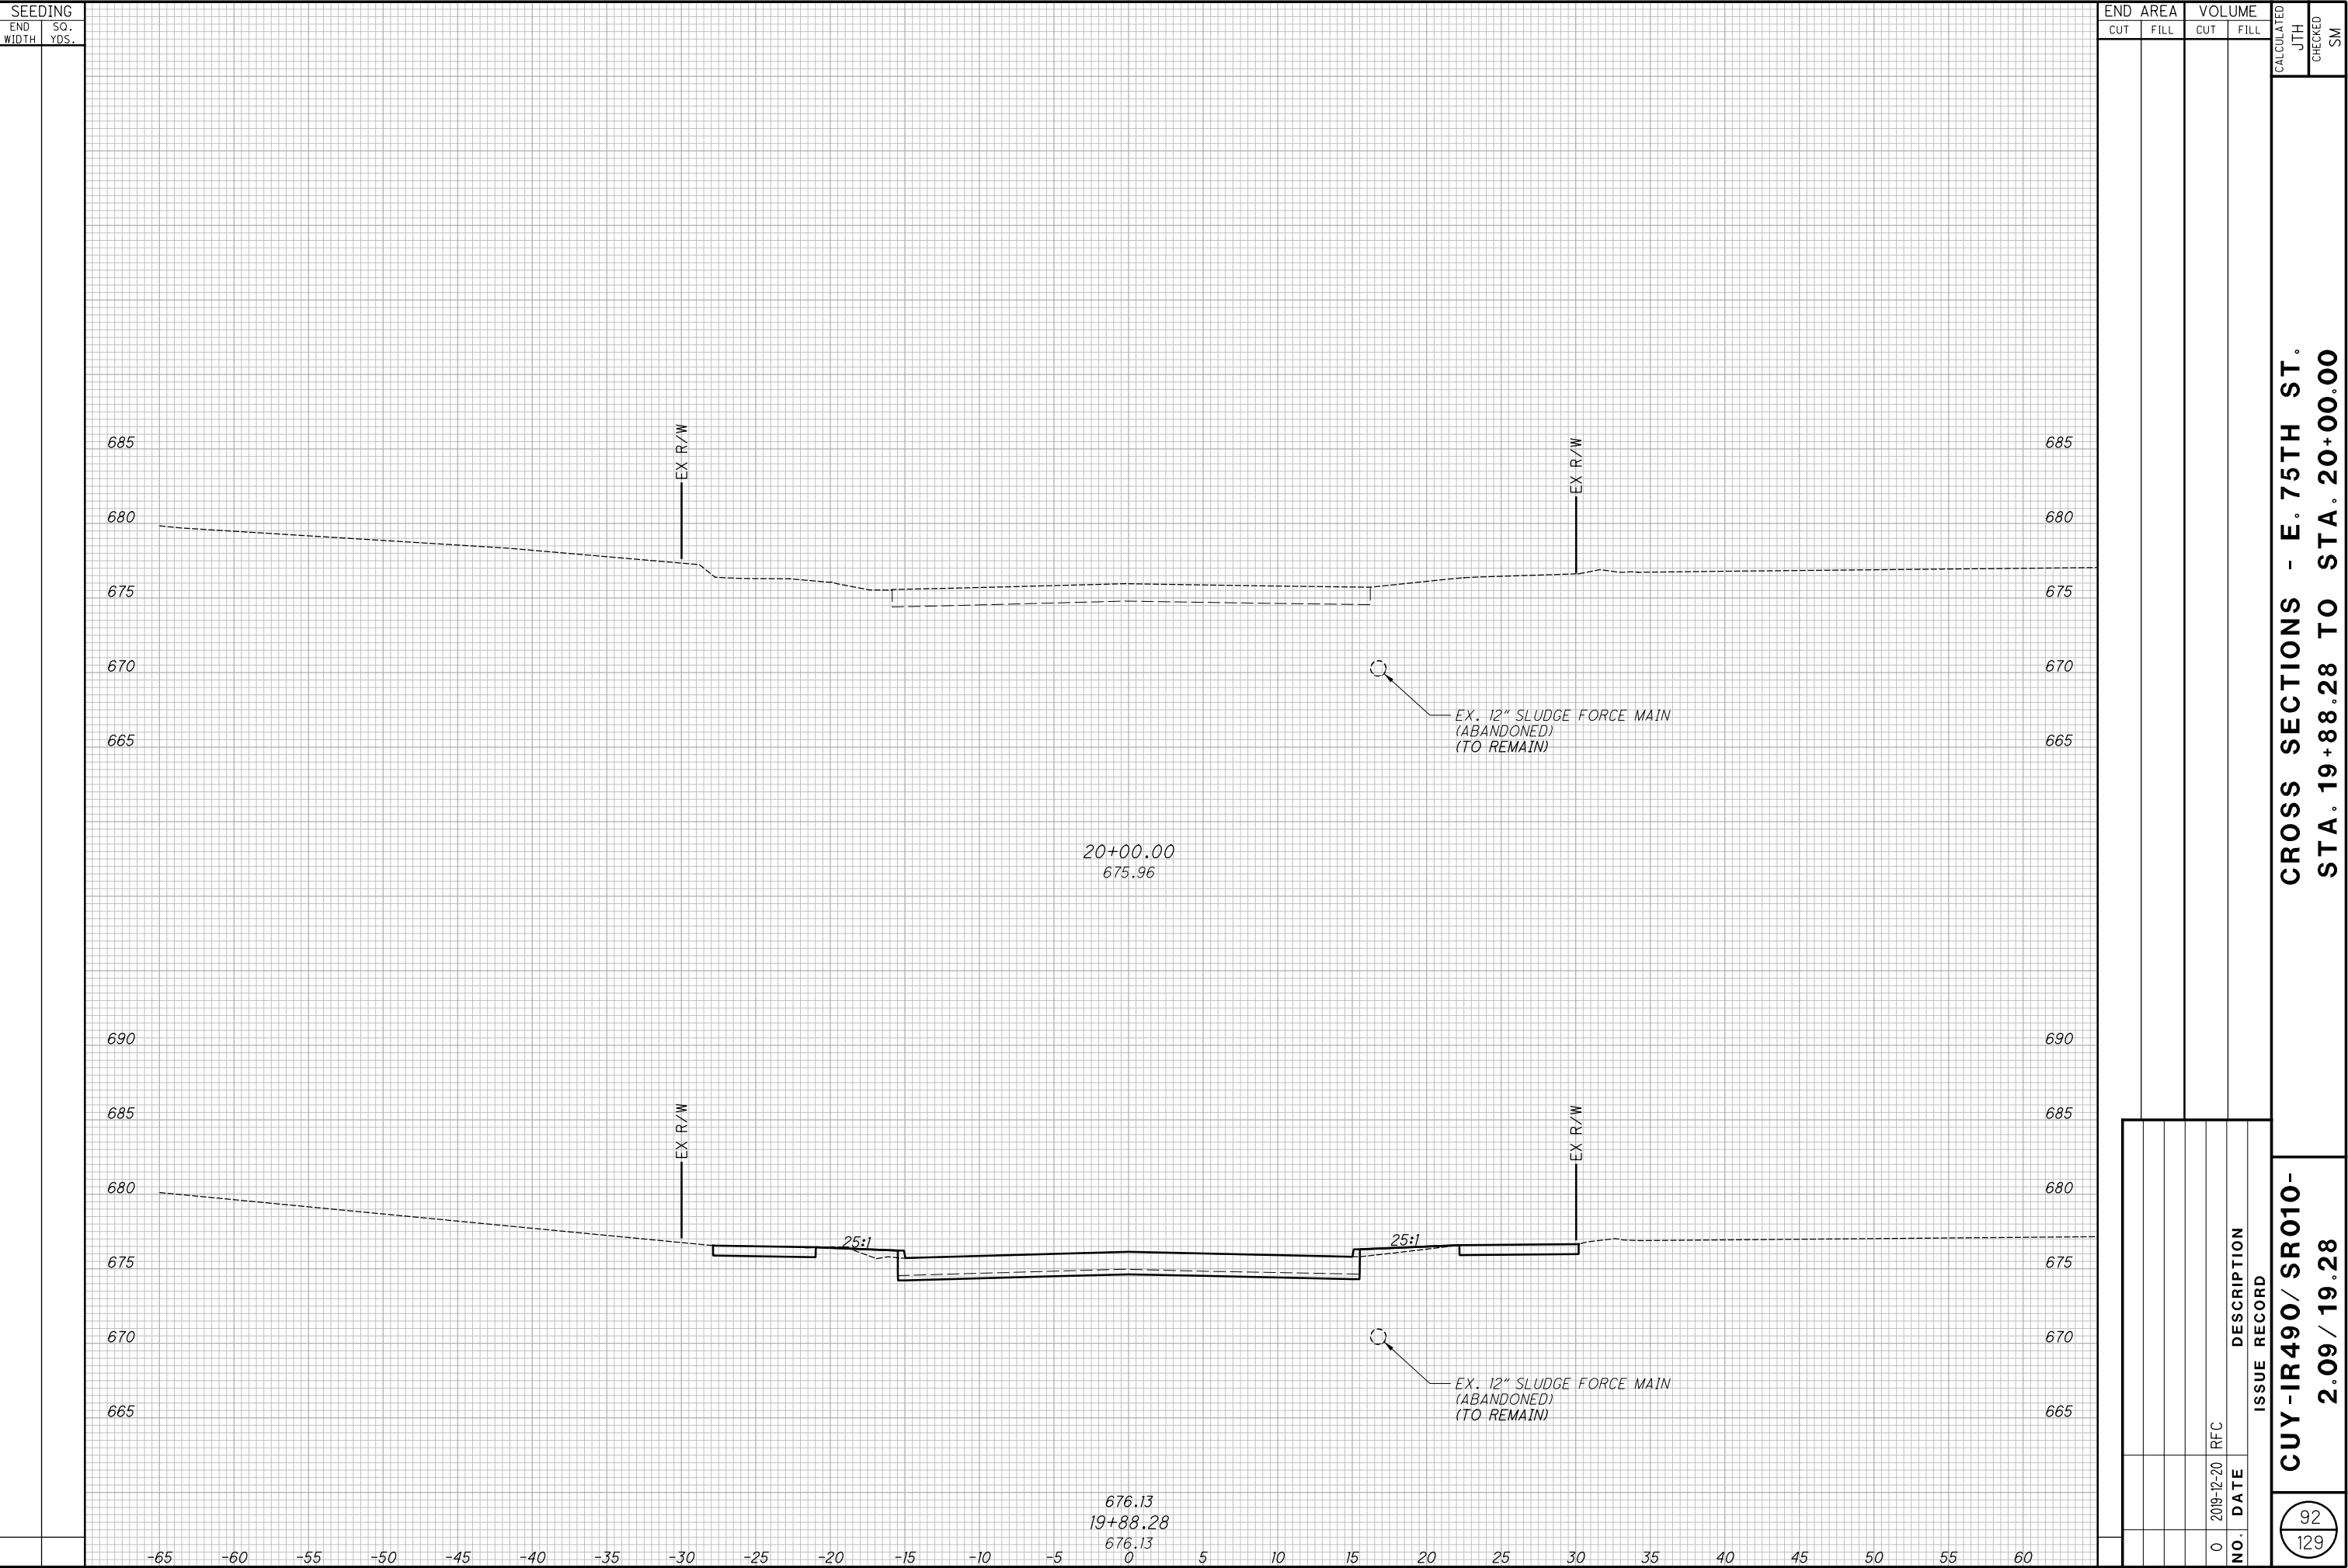 SEEDING
END WIDTH
SQ. YDS.
END AREA
VOLUME
CUT
FILL
CUT
FILL
CALCULATED
JTH
CHECKED
SM
CROSS SECTIONS - E. 75TH ST.
STA. 19+88.28 TO STA. 20+00.00
685
EX R/W
EX R/W
685
680
680
675
675
670
670
EX. 12" SLUDGE FORCE MAIN
(ABANDONED)
(TO REMAIN)
665
665
20+00.00
675.96
690
690
685
EX R/W
EX R/W
685
680
680
25:1
25:1
675
675
670
670
EX. 12" SLUDGE FORCE MAIN
(ABANDONED)
(TO REMAIN)
665
665
676.13
19+88.28
676.13
-65 -60 -55 -50 -45 -40 -35 -30 -25 -20 -15 -10 -5 0 5 10 15 20 25 30 35 40 45 50 55 60
0 2019-12-20 RFC
NO. DATE DESCRIPTION
ISSUE RECORD
CUY-IR490/SR010-
2.09/19.28
92
129